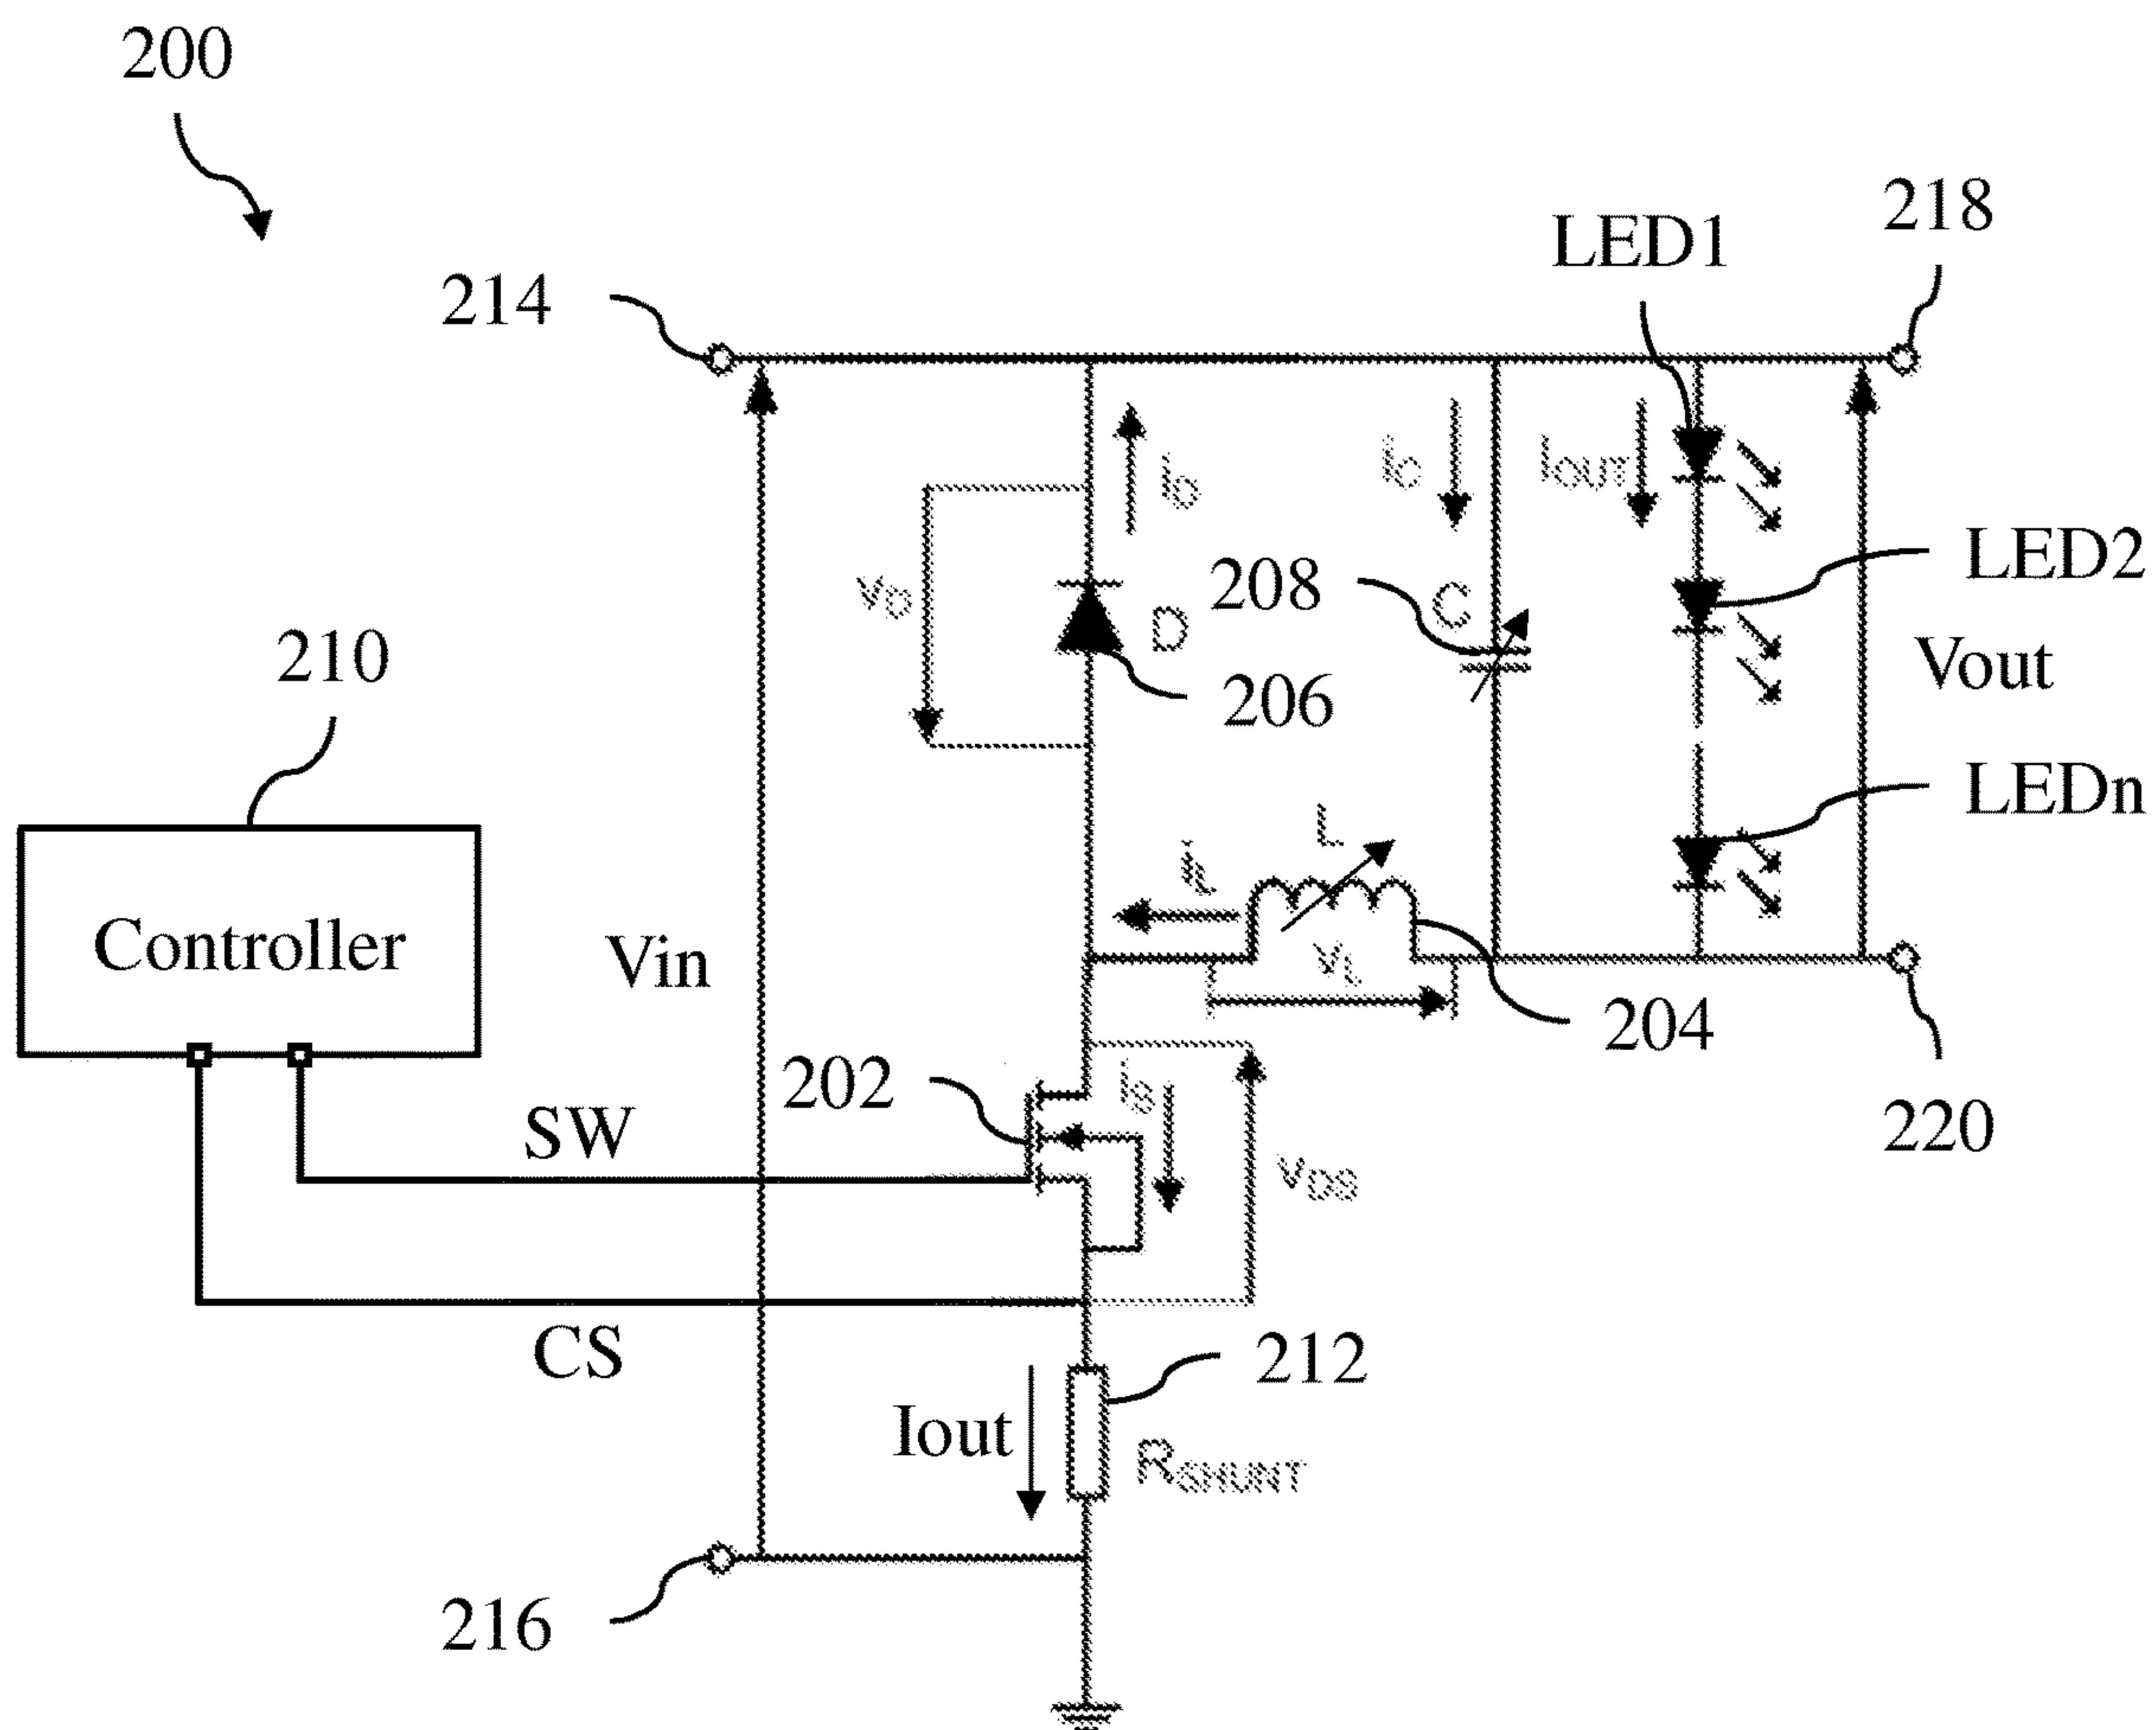 200
218
LED1
214
iD
iC
IOUT
LED2
208
C
vD
D
Vout
210
206
LEDn
L
iL
Controller
Vin
vL
204
202
iS
SW
220
vDS
CS
212
Iout
RSHUNT
216